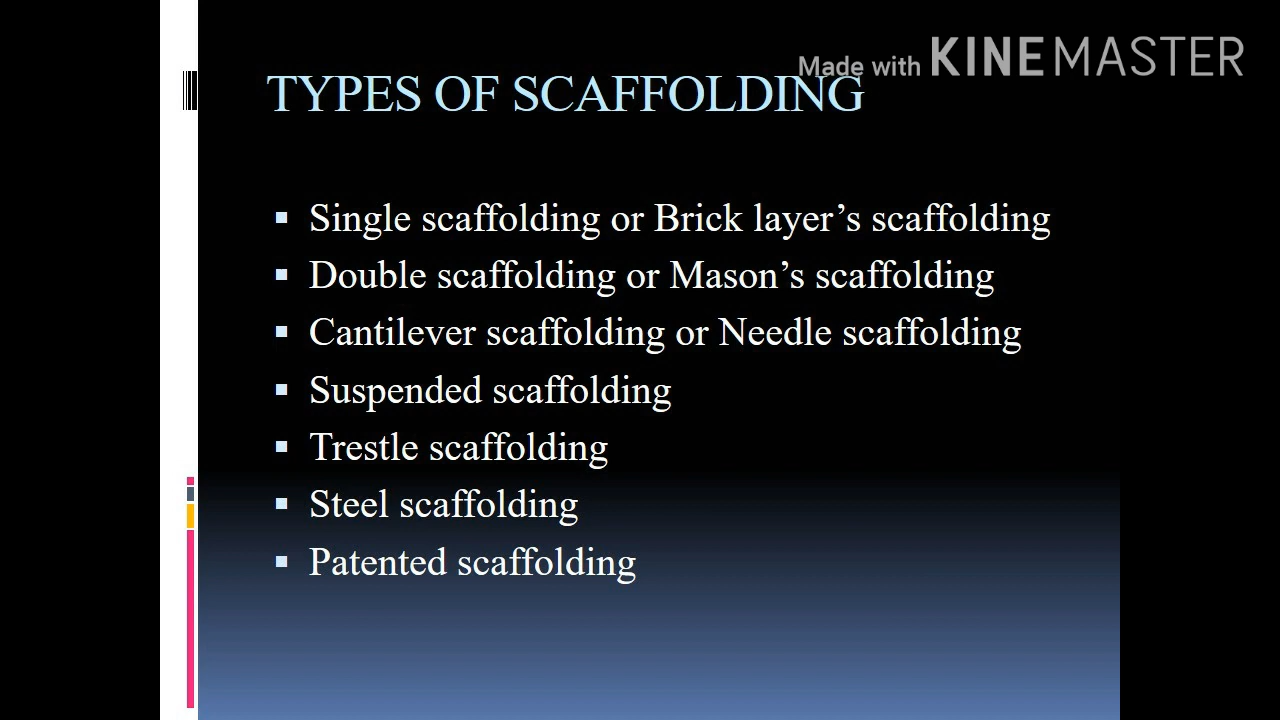 Made with KINEMASTER
TYPES OF SCAFFOLDING
▪ Single scaffolding or Brick layer’s scaffolding
▪ Double scaffolding or Mason’s scaffolding
▪ Cantilever scaffolding or Needle scaffolding
▪ Suspended scaffolding
▪ Trestle scaffolding
▪ Steel scaffolding
▪ Patented scaffolding